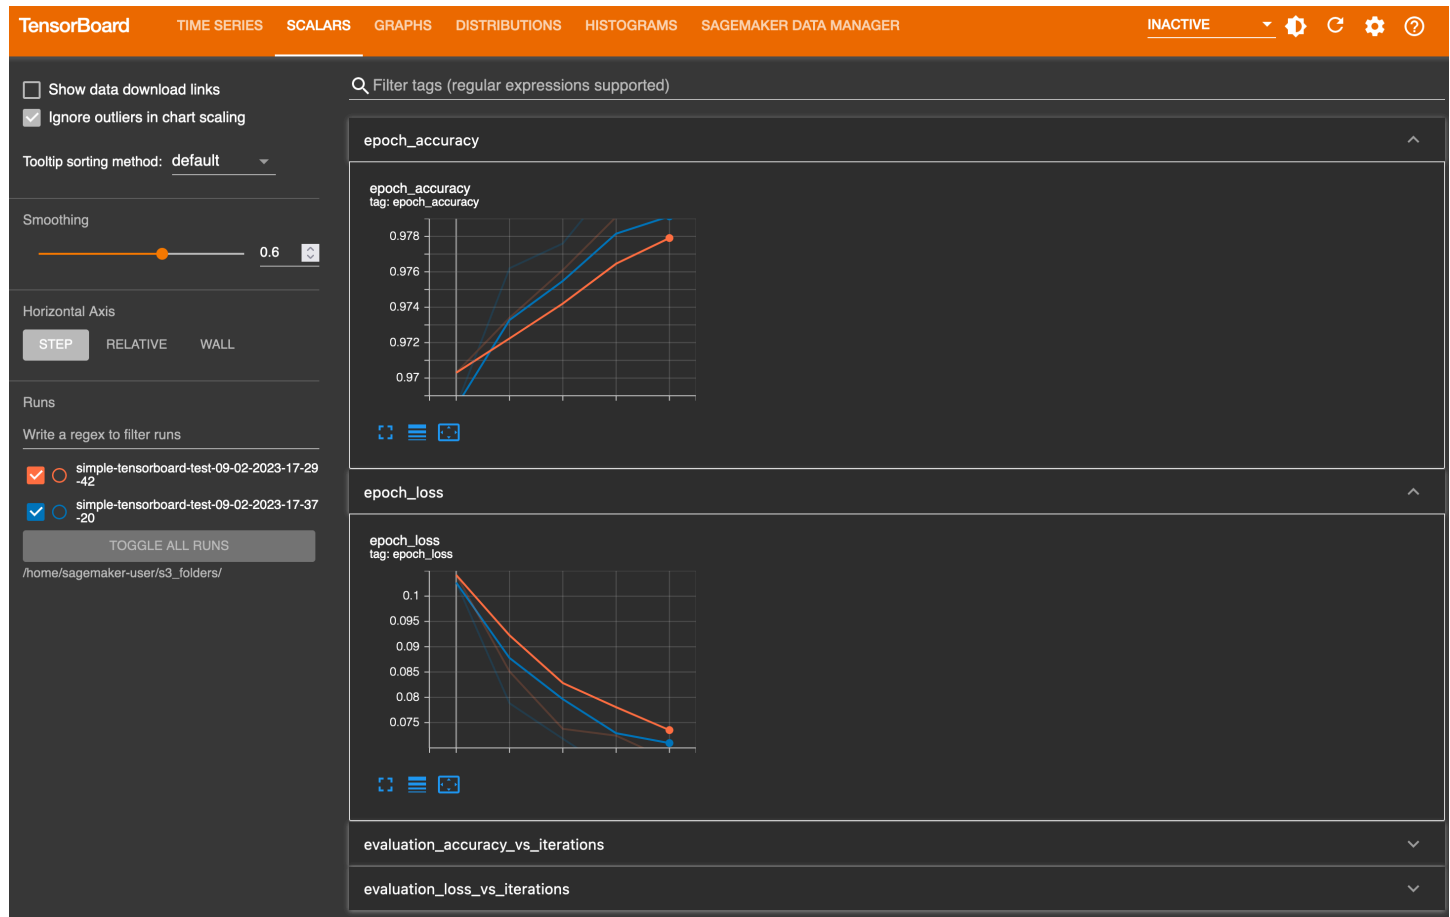 TensorBoard
TIME SERIES
SCALARS
GRAPHS
DISTRIBUTIONS
HISTOGRAMS
SAGEMAKER DATA MANAGER
INACTIVE
Show data download links
Ignore outliers in chart scaling
Tooltip sorting method: default
Smoothing
0.6
Horizontal Axis
STEP
RELATIVE
WALL
Runs
Write a regex to filter runs
simple-tensorboard-test-09-02-2023-17-29
-42
simple-tensorboard-test-09-02-2023-17-37
-20
TOGGLE ALL RUNS
/home/sagemaker-user/s3_folders/
Filter tags (regular expressions supported)
epoch_accuracy
epoch_accuracy
tag: epoch_accuracy
0.978
0.976
0.974
0.972
0.97
epoch_loss
epoch_loss
tag: epoch_loss
0.1
0.095
0.09
0.085
0.08
0.075
evaluation_accuracy_vs_iterations
evaluation_loss_vs_iterations